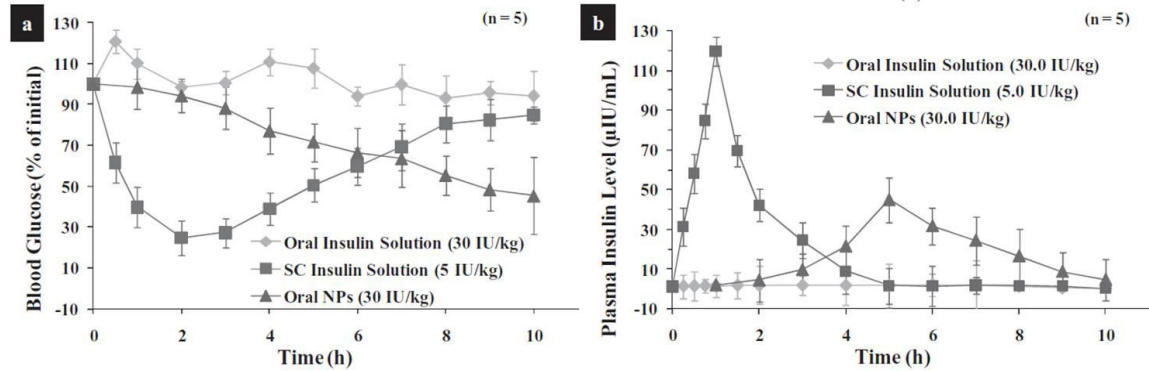 a
(n = 5)
130
110
90
70
50
30
10
-10
Blood Glucose (% of initial)
Oral Insulin Solution (30 IU/kg)
SC Insulin Solution (5 IU/kg)
Oral NPs (30 IU/kg)
0 2 4 6 8 10
Time (h)
b
(n = 5)
130
110
90
70
50
30
10
-10
Plasma Insulin Level (µIU/mL)
Oral Insulin Solution (30.0 IU/kg)
SC Insulin Solution (5.0 IU/kg)
Oral NPs (30.0 IU/kg)
0 2 4 6 8 10
Time (h)